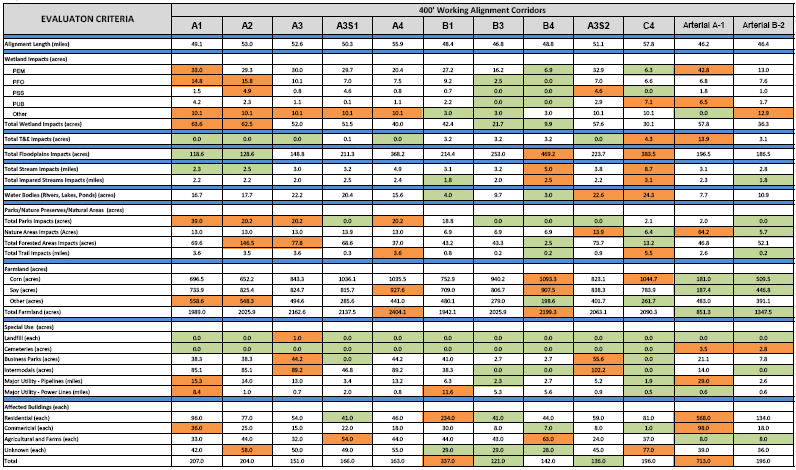 EVALUATON CRITERIA 400' Working Alignment Corridors
A1 A2 A3 A3S1 A4 B1 B3 B4 A3S2 C4 Arterial A-1 Arterial B-2
Alignment Length (miles) 49.1 53.0 52.6 50.3 55.9 48.4 46.8 48.8 51.1 57.8 46.2 46.4
Wetland Impacts (acres)
PEM 33.0 29.3 30.0 29.7 20.4 27.2 16.2 6.9 32.9 6.3 42.8 13.0
PFO 14.8 15.8 10.1 7.0 7.5 9.2 2.5 0.0 7.0 6.6 6.8 7.6
PSS 1.5 4.9 0.8 4.6 0.8 0.7 0.0 0.0 4.6 0.0 1.8 1.0
PUB 4.2 2.3 1.1 0.1 1.1 2.2 0.0 0.0 2.9 7.1 6.5 1.7
Other 10.1 10.1 10.1 10.1 10.1 3.0 3.0 3.0 10.1 10.1 0.0 12.9
Total Wetland Impacts (acres) 63.6 62.5 52.0 51.5 40.0 42.4 21.7 9.9 57.6 30.1 57.8 36.3
Total T&E Impacts (acres) 0.0 0.0 0.0 0.1 0.0 3.2 3.2 3.2 0.0 4.3 13.9 3.1
Total Floodplains Impacts (acres) 118.6 128.6 148.8 211.3 368.2 214.4 253.0 469.2 223.7 383.5 196.5 186.5
Total Stream Impacts (miles) 2.3 2.5 3.0 3.2 4.9 3.1 3.2 5.0 3.8 8.7 3.1 2.8
Total Impared Streams Impacts (miles) 2.2 2.2 2.0 2.5 2.4 1.8 2.0 2.5 2.2 3.1 2.3 1.8
Water Bodies (Rivers, Lakes, Ponds) (acres) 16.7 17.7 22.2 20.4 15.6 4.0 9.7 3.0 22.6 24.3 7.7 10.9
Parks/Nature Preserves/Natural Areas (acres)
Total Parks Impacts (acres) 39.0 20.2 20.2 0.0 20.2 18.8 0.0 0.0 0.0 2.1 2.0 0.0
Nature Areas Impacts (Acres) 13.0 13.0 13.0 13.9 13.0 6.9 6.9 6.9 13.9 6.4 64.2 5.7
Total Forested Areas Impacts (acres) 69.6 146.5 77.8 68.6 37.0 43.2 43.3 2.5 73.7 13.2 46.8 52.1
Total Trail Impacts (miles) 3.6 3.5 3.6 0.3 3.6 0.8 0.2 0.2 0.4 5.5 2.6 0.2
Farmland (acres)
Corn (acres) 696.5 652.2 843.3 1036.1 1035.5 752.9 940.2 1093.3 823.1 1044.7 181.0 509.5
Soy (acres) 733.9 825.4 824.7 815.7 927.6 709.0 806.7 907.5 838.3 783.9 187.4 446.8
Other (acres) 558.6 548.3 494.6 285.6 441.0 480.1 279.0 198.6 401.7 261.7 483.0 391.1
Total Farmland (acres) 1989.0 2025.9 2162.6 2137.5 2404.1 1942.1 2025.9 2199.3 2063.1 2090.3 851.3 1347.5
Special Use (acres)
Landfill (each) 0.0 0.0 1.0 0.0 0.0 0.0 0.0 0.0 0.0 0.0 0.0 0.0
Cemeteries (acres) 0.0 0.0 0.0 0.0 0.0 0.0 0.0 0.0 0.0 0.0 3.5 2.8
Business Parks (acres) 38.3 38.3 44.2 0.0 44.2 41.0 2.7 2.7 55.6 0.0 21.1 7.8
Intermodals (acres) 85.1 85.1 89.2 46.8 89.2 38.3 0.0 0.0 102.2 0.0 14.0 0.0
Major Utility - Pipelines (miles) 15.3 14.0 13.0 3.4 13.2 6.3 2.3 2.7 5.2 1.9 29.0 2.6
Major Utility - Power Lines (miles) 8.4 1.0 0.7 2.0 0.8 11.6 0.9 0.9 0.8 0.5 0.6 0.6
Affected Buildings (each)
Residential (each) 96.0 77.0 54.0 41.0 46.0 234.0 41.0 44.0 59.0 81.0 568.0 134.0
Commericial (each) 36.0 25.0 15.0 22.0 18.0 30.0 8.0 7.0 24.0 1.0 98.0 18.0
Agricultural and Farms (each) 33.0 44.0 32.0 54.0 44.0 44.0 43.0 63.0 24.0 37.0 8.0 8.0
Unknown (each) 42.0 58.0 50.0 49.0 55.0 29.0 29.0 28.0 45.0 77.0 39.0 36.0
Total 207.0 204.0 151.0 166.0 163.0 337.0 121.0 142.0 136.0 196.0 713.0 196.0